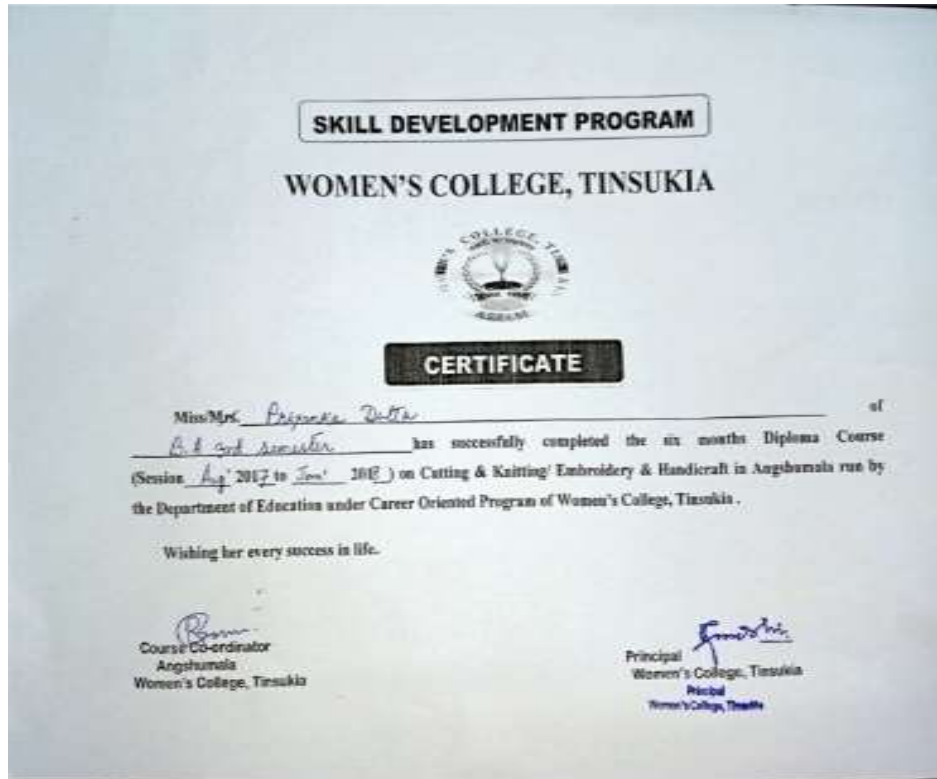 SKILL DEVELOPMENT PROGRAM
WOMEN'S COLLEGE, TINSUKIA
COLLEGE,
CERTIFICATE
Miss/Mrs. Priyanka Dutta of
B.A 3rd semester has successfully completed the six months Diploma Course
(Session Aug' 2017 to Jan' 2018) on Cutting & Knitting/ Embroidery & Handicraft in Angshumala run by
the Department of Education under Career Oriented Program of Women's College, Tinsukia .
Wishing her every success in life.
Course Co-ordinator
Angshumala
Women's College, Tinsukia
Principal
Women's College, Tinsukia
Principal
Women's College, Tinsukia